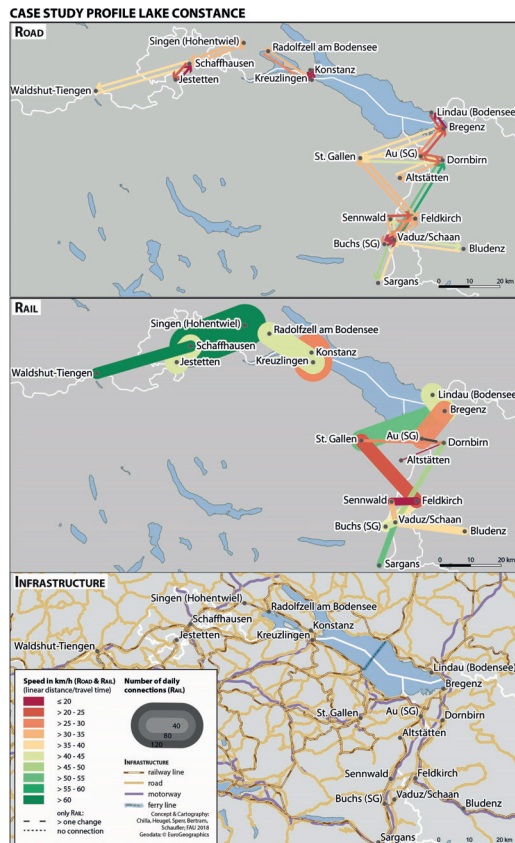 CASE STUDY PROFILE LAKE CONSTANCE
ROAD
Singen (Hohentwiel)
Radolfzell am Bodensee
Schaffhausen
Konstanz
Jestetten
Kreuzlingen
Waldshut-Tiengen
Lindau (Bodensee)
Bregenz
St. Gallen
Au (SG)
Dornbirn
Altstätten
Sennwald
Feldkirch
Vaduz/Schaan
Buchs (SG)
Bludenz
Sargans
0 10 20 km
RAIL
Singen (Hohentwiel)
Radolfzell am Bodensee
Schaffhausen
Konstanz
Jestetten
Kreuzlingen
Waldshut-Tiengen
Lindau (Bodensee)
Bregenz
St. Gallen
Au (SG)
Dornbirn
Altstätten
Sennwald
Feldkirch
Vaduz/Schaan
Buchs (SG)
Bludenz
Sargans
0 10 20 km
INFRASTRUCTURE
Singen (Hohentwiel)
Radolfzell am Bodensee
Schaffhausen
Konstanz
Jestetten
Kreuzlingen
Waldshut-Tiengen
Lindau (Bodensee)
Bregenz
St. Gallen
Au (SG)
Dornbirn
Altstätten
Sennwald
Feldkirch
Vaduz/Schaan
Buchs (SG)
Bludenz
Sargans
0 10 20 km
Speed in km/h (ROAD & RAIL)
(linear distance/travel time)
≤ 20
> 20 - 25
> 25 - 30
> 30 - 35
> 35 - 40
> 40 - 45
> 45 - 50
> 50 - 55
> 55 - 60
> 60
only RAIL:
> one change
no connection
Number of daily
connections (RAIL)
40
80
120
INFRASTRUCTURE
railway line
road
motorway
ferry line
Concept & Cartography:
Chilla, Heugel, Spen, Bertram,
Schaufler; FAU 2018
Geodata: © EuroGeographics